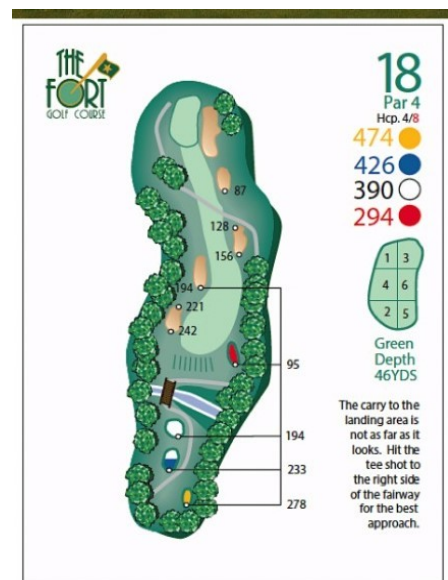 THE
FORT
GOLF COURSE
18
Par 4
Hcp. 4/8
474
426
390
294
87
128
156
194
221
242
1 3
4 6
2 5
Green
Depth
46YDS
95
194
233
278
The carry to the
landing area is
not as far as it
looks. Hit the
tee shot to
the right side
of the fairway
for the best
approach.